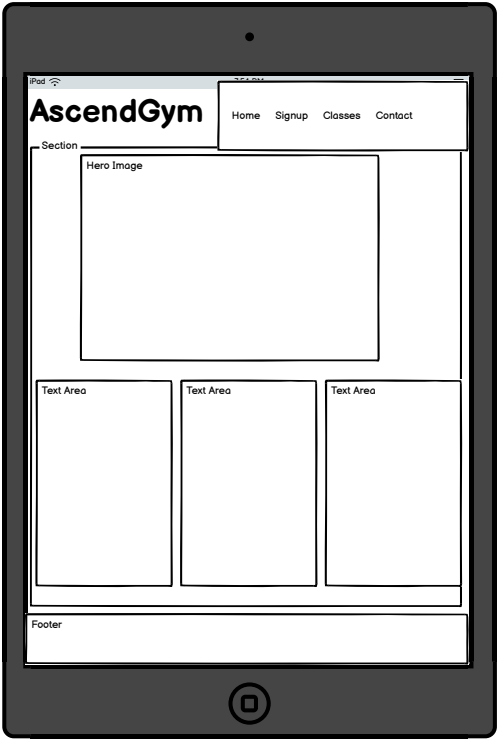 iPad
AscendGym
Home Signup Classes Contact
Section
Hero Image
Text Area Text Area Text Area
Footer